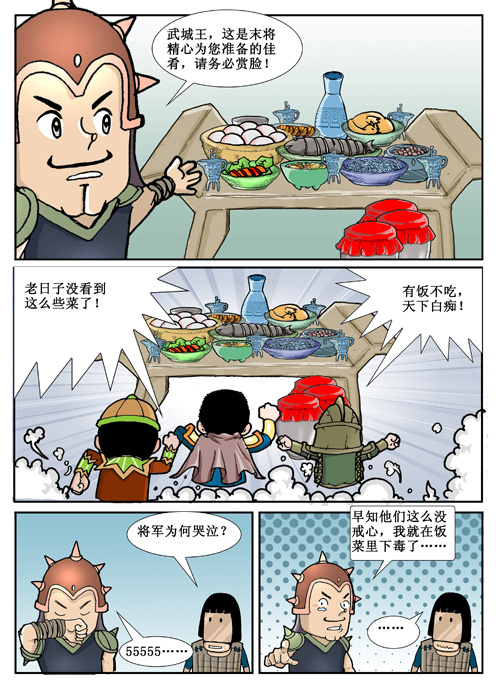 武城王，这是末将
精心为您准备的佳
肴，请务必赏脸！
老日子没看到
这么些菜了！
有饭不吃，
天下白痴！
将军为何哭泣？
55555……
早知他们这么没
戒心，我就在饭
菜里下毒了……
……